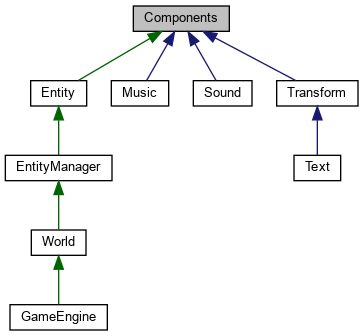 Components
Entity
Music
Sound
Transform
EntityManager
Text
World
GameEngine